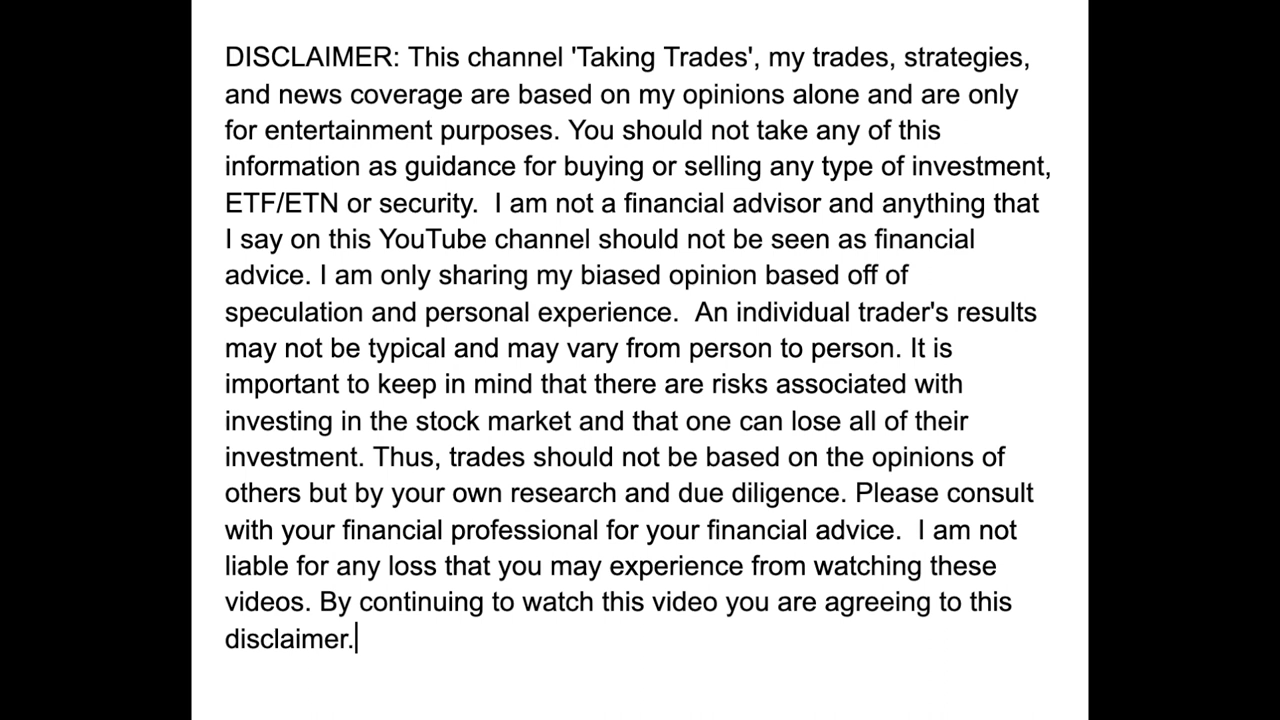 DISCLAIMER: This channel 'Taking Trades', my trades, strategies,
and news coverage are based on my opinions alone and are only
for entertainment purposes. You should not take any of this
information as guidance for buying or selling any type of investment,
ETF/ETN or security.  I am not a financial advisor and anything that
I say on this YouTube channel should not be seen as financial
advice. I am only sharing my biased opinion based off of
speculation and personal experience.  An individual trader's results
may not be typical and may vary from person to person. It is
important to keep in mind that there are risks associated with
investing in the stock market and that one can lose all of their
investment. Thus, trades should not be based on the opinions of
others but by your own research and due diligence. Please consult
with your financial professional for your financial advice.  I am not
liable for any loss that you may experience from watching these
videos. By continuing to watch this video you are agreeing to this
disclaimer.